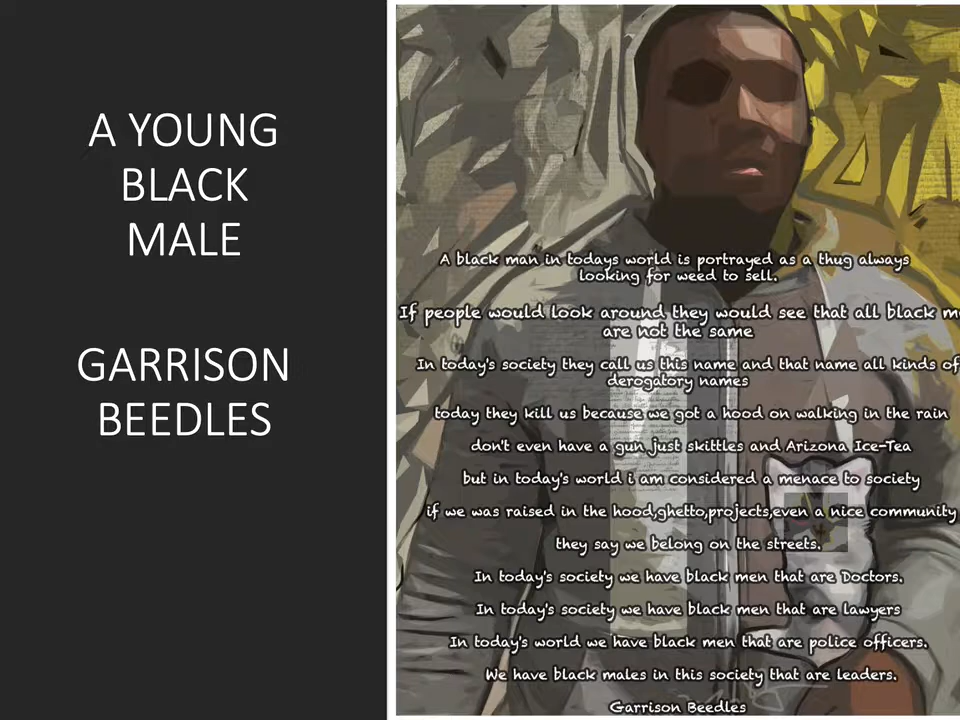 A YOUNG
BLACK
MALE
GARRISON
BEEDLES
A black man in todays world is portrayed as a thug always
looking for weed to sell.
If people would look around they would see that all black m
are not the same
In today's society they call us this name and that name all kinds of
derogatory names
today they kill us because we got a hood on walking in the rain
don't even have a gun just skittles and Arizona Ice-Tea
but in today's world i am considered a menace to society
if we was raised in the hood,ghetto,projects,even a nice community
they say we belong on the streets.
In today's society we have black men that are Doctors.
In today's society we have black men that are lawyers
In today's world we have black men that are police officers.
We have black males in this society that are leaders.
Garrison Beedles